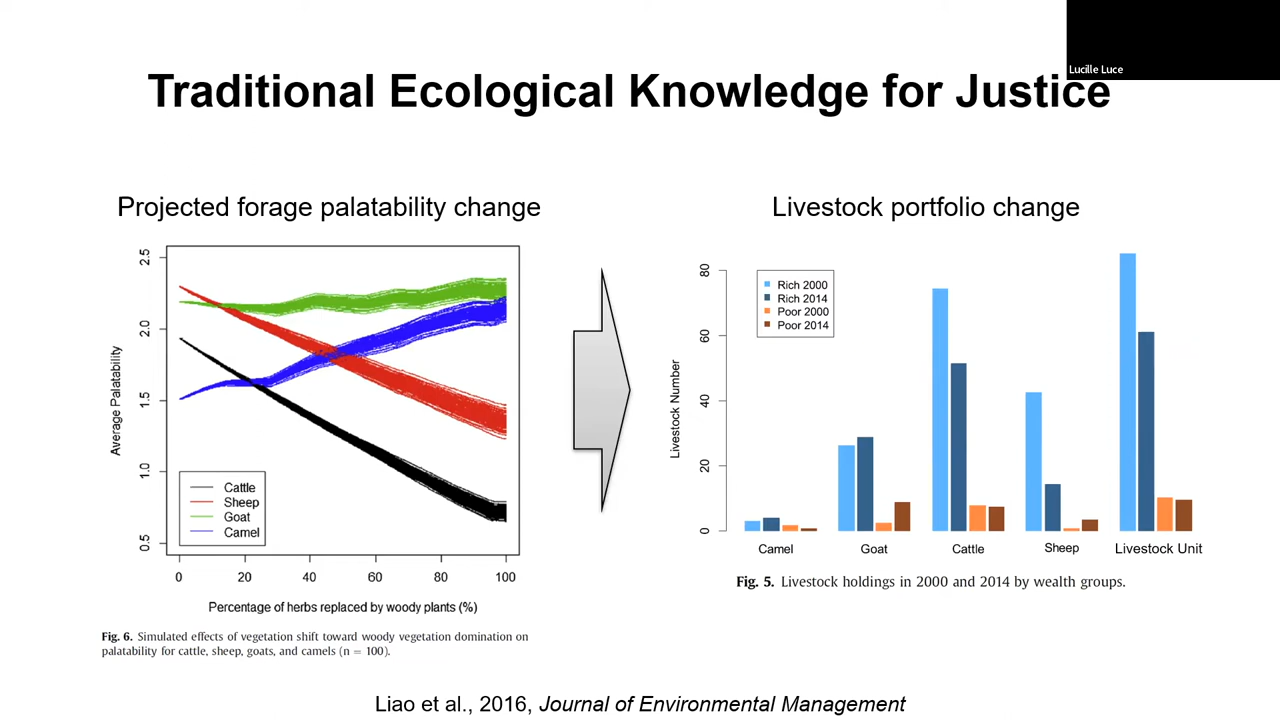 Lucille Luce
Traditional Ecological Knowledge for Justice
Projected forage palatability change
Average Palatability
2.5
2.0
1.5
1.0
0.5
Cattle
Sheep
Goat
Camel
0 20 40 60 80 100
Percentage of herbs replaced by woody plants (%)
Fig. 6. Simulated effects of vegetation shift toward woody vegetation domination on
palatability for cattle, sheep, goats, and camels (n = 100).
Livestock portfolio change
Livestock Number
80
60
40
20
0
Rich 2000
Rich 2014
Poor 2000
Poor 2014
Camel Goat Cattle Sheep Livestock Unit
Fig. 5. Livestock holdings in 2000 and 2014 by wealth groups.
Liao et al., 2016, Journal of Environmental Management